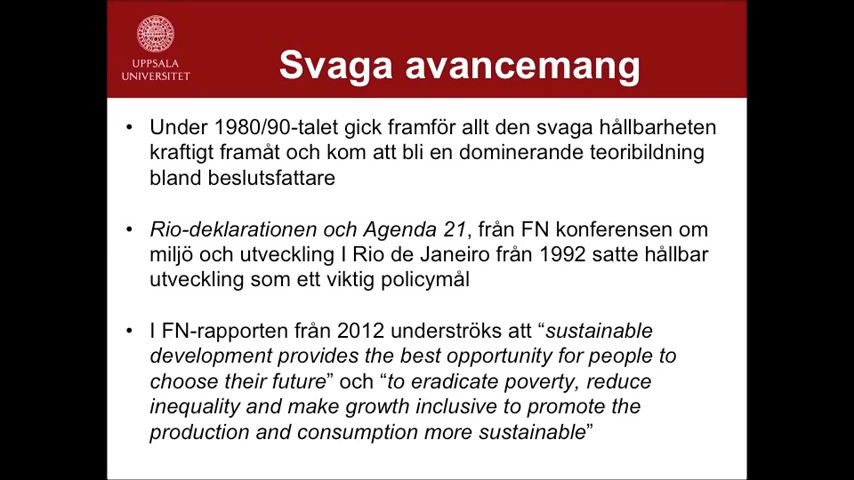 UPPSALA
UNIVERSITET
Svaga avancemang
• Under 1980/90-talet gick framför allt den svaga hållbarheten
kraftigt framåt och kom att bli en dominerande teoribildning
bland beslutsfattare
• Rio-deklarationen och Agenda 21, från FN konferensen om
miljö och utveckling I Rio de Janeiro från 1992 satte hållbar
utveckling som ett viktig policymål
• I FN-rapporten från 2012 underströks att “sustainable
development provides the best opportunity for people to
choose their future” och “to eradicate poverty, reduce
inequality and make growth inclusive to promote the
production and consumption more sustainable”